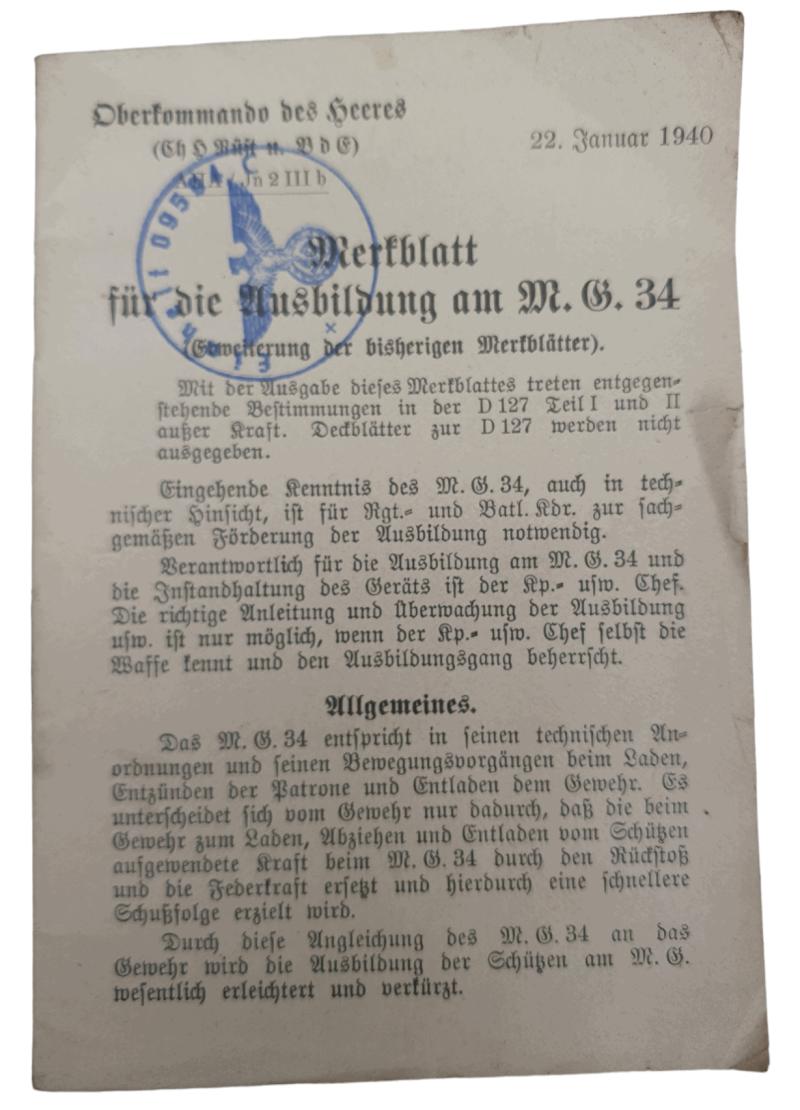 Oberkommando des Heeres
(Ch H Rüst u. B d E)
22. Januar 1940
AHA / Jn 2 III b
Merkblatt
für die Ausbildung am M. G. 34
(Erweiterung der bisherigen Merkblätter).
Mit der Ausgabe dieses Merkblattes treten entgegen-
stehende Bestimmungen in der D 127 Teil I und II
außer Kraft. Deckblätter zur D 127 werden nicht
ausgegeben.
Eingehende Kenntnis des M. G. 34, auch in tech-
nischer Hinsicht, ist für Rgt.- und Batl. Kdr. zur sach-
gemäßen Förderung der Ausbildung notwendig.
Verantwortlich für die Ausbildung am M. G. 34 und
die Instandhaltung des Geräts ist der Kp.- usw. Chef.
Die richtige Anleitung und Überwachung der Ausbildung
usw. ist nur möglich, wenn der Kp.- usw. Chef selbst die
Waffe kennt und den Ausbildungsgang beherrscht.
Allgemeines.
Das M. G. 34 entspricht in seinen technischen An-
ordnungen und seinen Bewegungsvorgängen beim Laden,
Entzünden der Patrone und Entladen dem Gewehr. Es
unterscheidet sich vom Gewehr nur dadurch, daß die beim
Gewehr zum Laden, Abziehen und Entladen vom Schützen
aufgewendete Kraft beim M. G. 34 durch den Rückstoß
und die Federkraft ersetzt und hierdurch eine schnellere
Schußfolge erzielt wird.
Durch diese Angleichung des M. G. 34 an das
Gewehr wird die Ausbildung der Schützen am M. G.
wesentlich erleichtert und verkürzt.